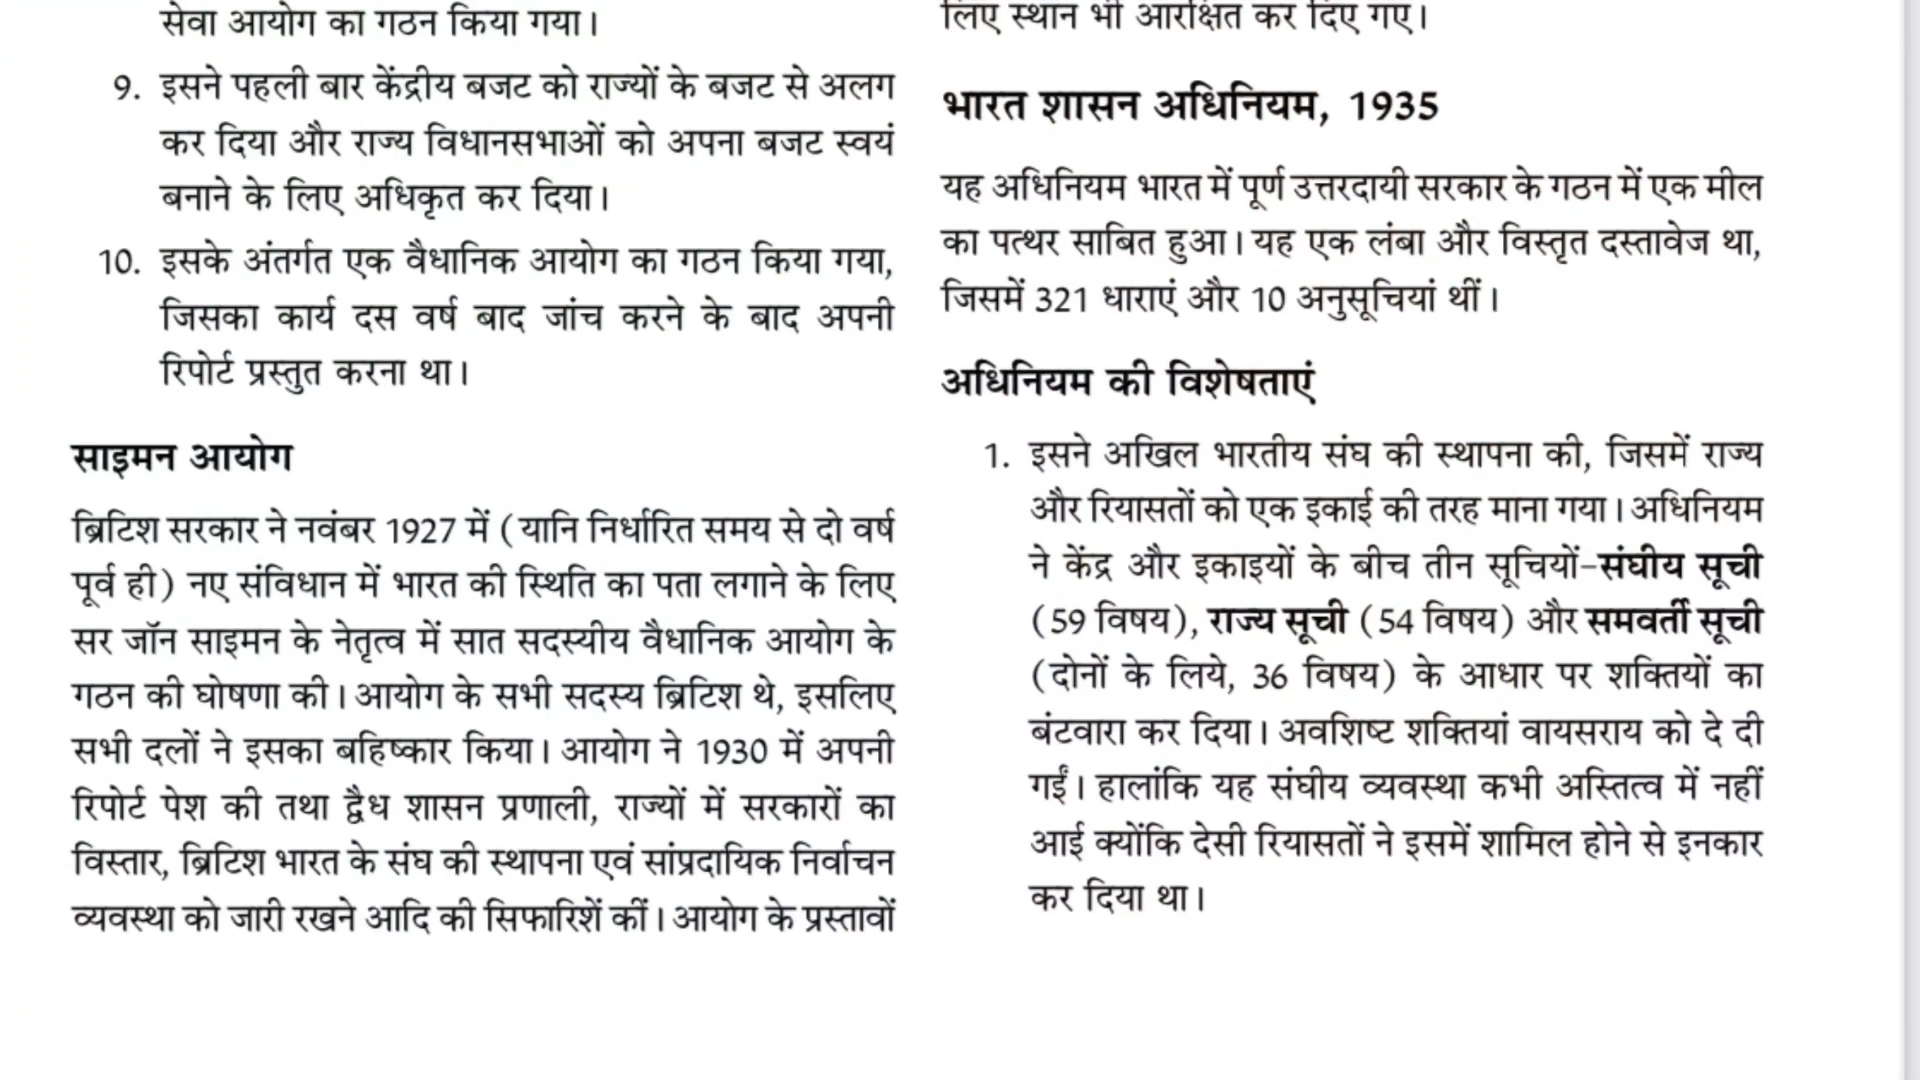 सेवा आयोग का गठन किया गया।
9. इसने पहली बार केंद्रीय बजट को राज्यों के बजट से अलग
कर दिया और राज्य विधानसभाओं को अपना बजट स्वयं
बनाने के लिए अधिकृत कर दिया।
10. इसके अंतर्गत एक वैधानिक आयोग का गठन किया गया,
जिसका कार्य दस वर्ष बाद जांच करने के बाद अपनी
रिपोर्ट प्रस्तुत करना था।
साइमन आयोग
ब्रिटिश सरकार ने नवंबर 1927 में (यानि निर्धारित समय से दो वर्ष
पूर्व ही) नए संविधान में भारत की स्थिति का पता लगाने के लिए
सर जॉन साइमन के नेतृत्व में सात सदस्यीय वैधानिक आयोग के
गठन की घोषणा की। आयोग के सभी सदस्य ब्रिटिश थे, इसलिए
सभी दलों ने इसका बहिष्कार किया। आयोग ने 1930 में अपनी
रिपोर्ट पेश की तथा द्वैध शासन प्रणाली, राज्यों में सरकारों का
विस्तार, ब्रिटिश भारत के संघ की स्थापना एवं सांप्रदायिक निर्वाचन
व्यवस्था को जारी रखने आदि की सिफारिशें कीं। आयोग के प्रस्तावों
लिए स्थान भी आरक्षित कर दिए गए।
भारत शासन अधिनियम, 1935
यह अधिनियम भारत में पूर्ण उत्तरदायी सरकार के गठन में एक मील
का पत्थर साबित हुआ। यह एक लंबा और विस्तृत दस्तावेज था,
जिसमें 321 धाराएं और 10 अनुसूचियां थीं।
अधिनियम की विशेषताएं
1. इसने अखिल भारतीय संघ की स्थापना की, जिसमें राज्य
और रियासतों को एक इकाई की तरह माना गया। अधिनियम
ने केंद्र और इकाइयों के बीच तीन सूचियों-संघीय सूची
(59 विषय), राज्य सूची (54 विषय) और समवर्ती सूची
(दोनों के लिये, 36 विषय) के आधार पर शक्तियों का
बंटवारा कर दिया। अवशिष्ट शक्तियां वायसराय को दे दी
गईं। हालांकि यह संघीय व्यवस्था कभी अस्तित्व में नहीं
आई क्योंकि देसी रियासतों ने इसमें शामिल होने से इनकार
कर दिया था।